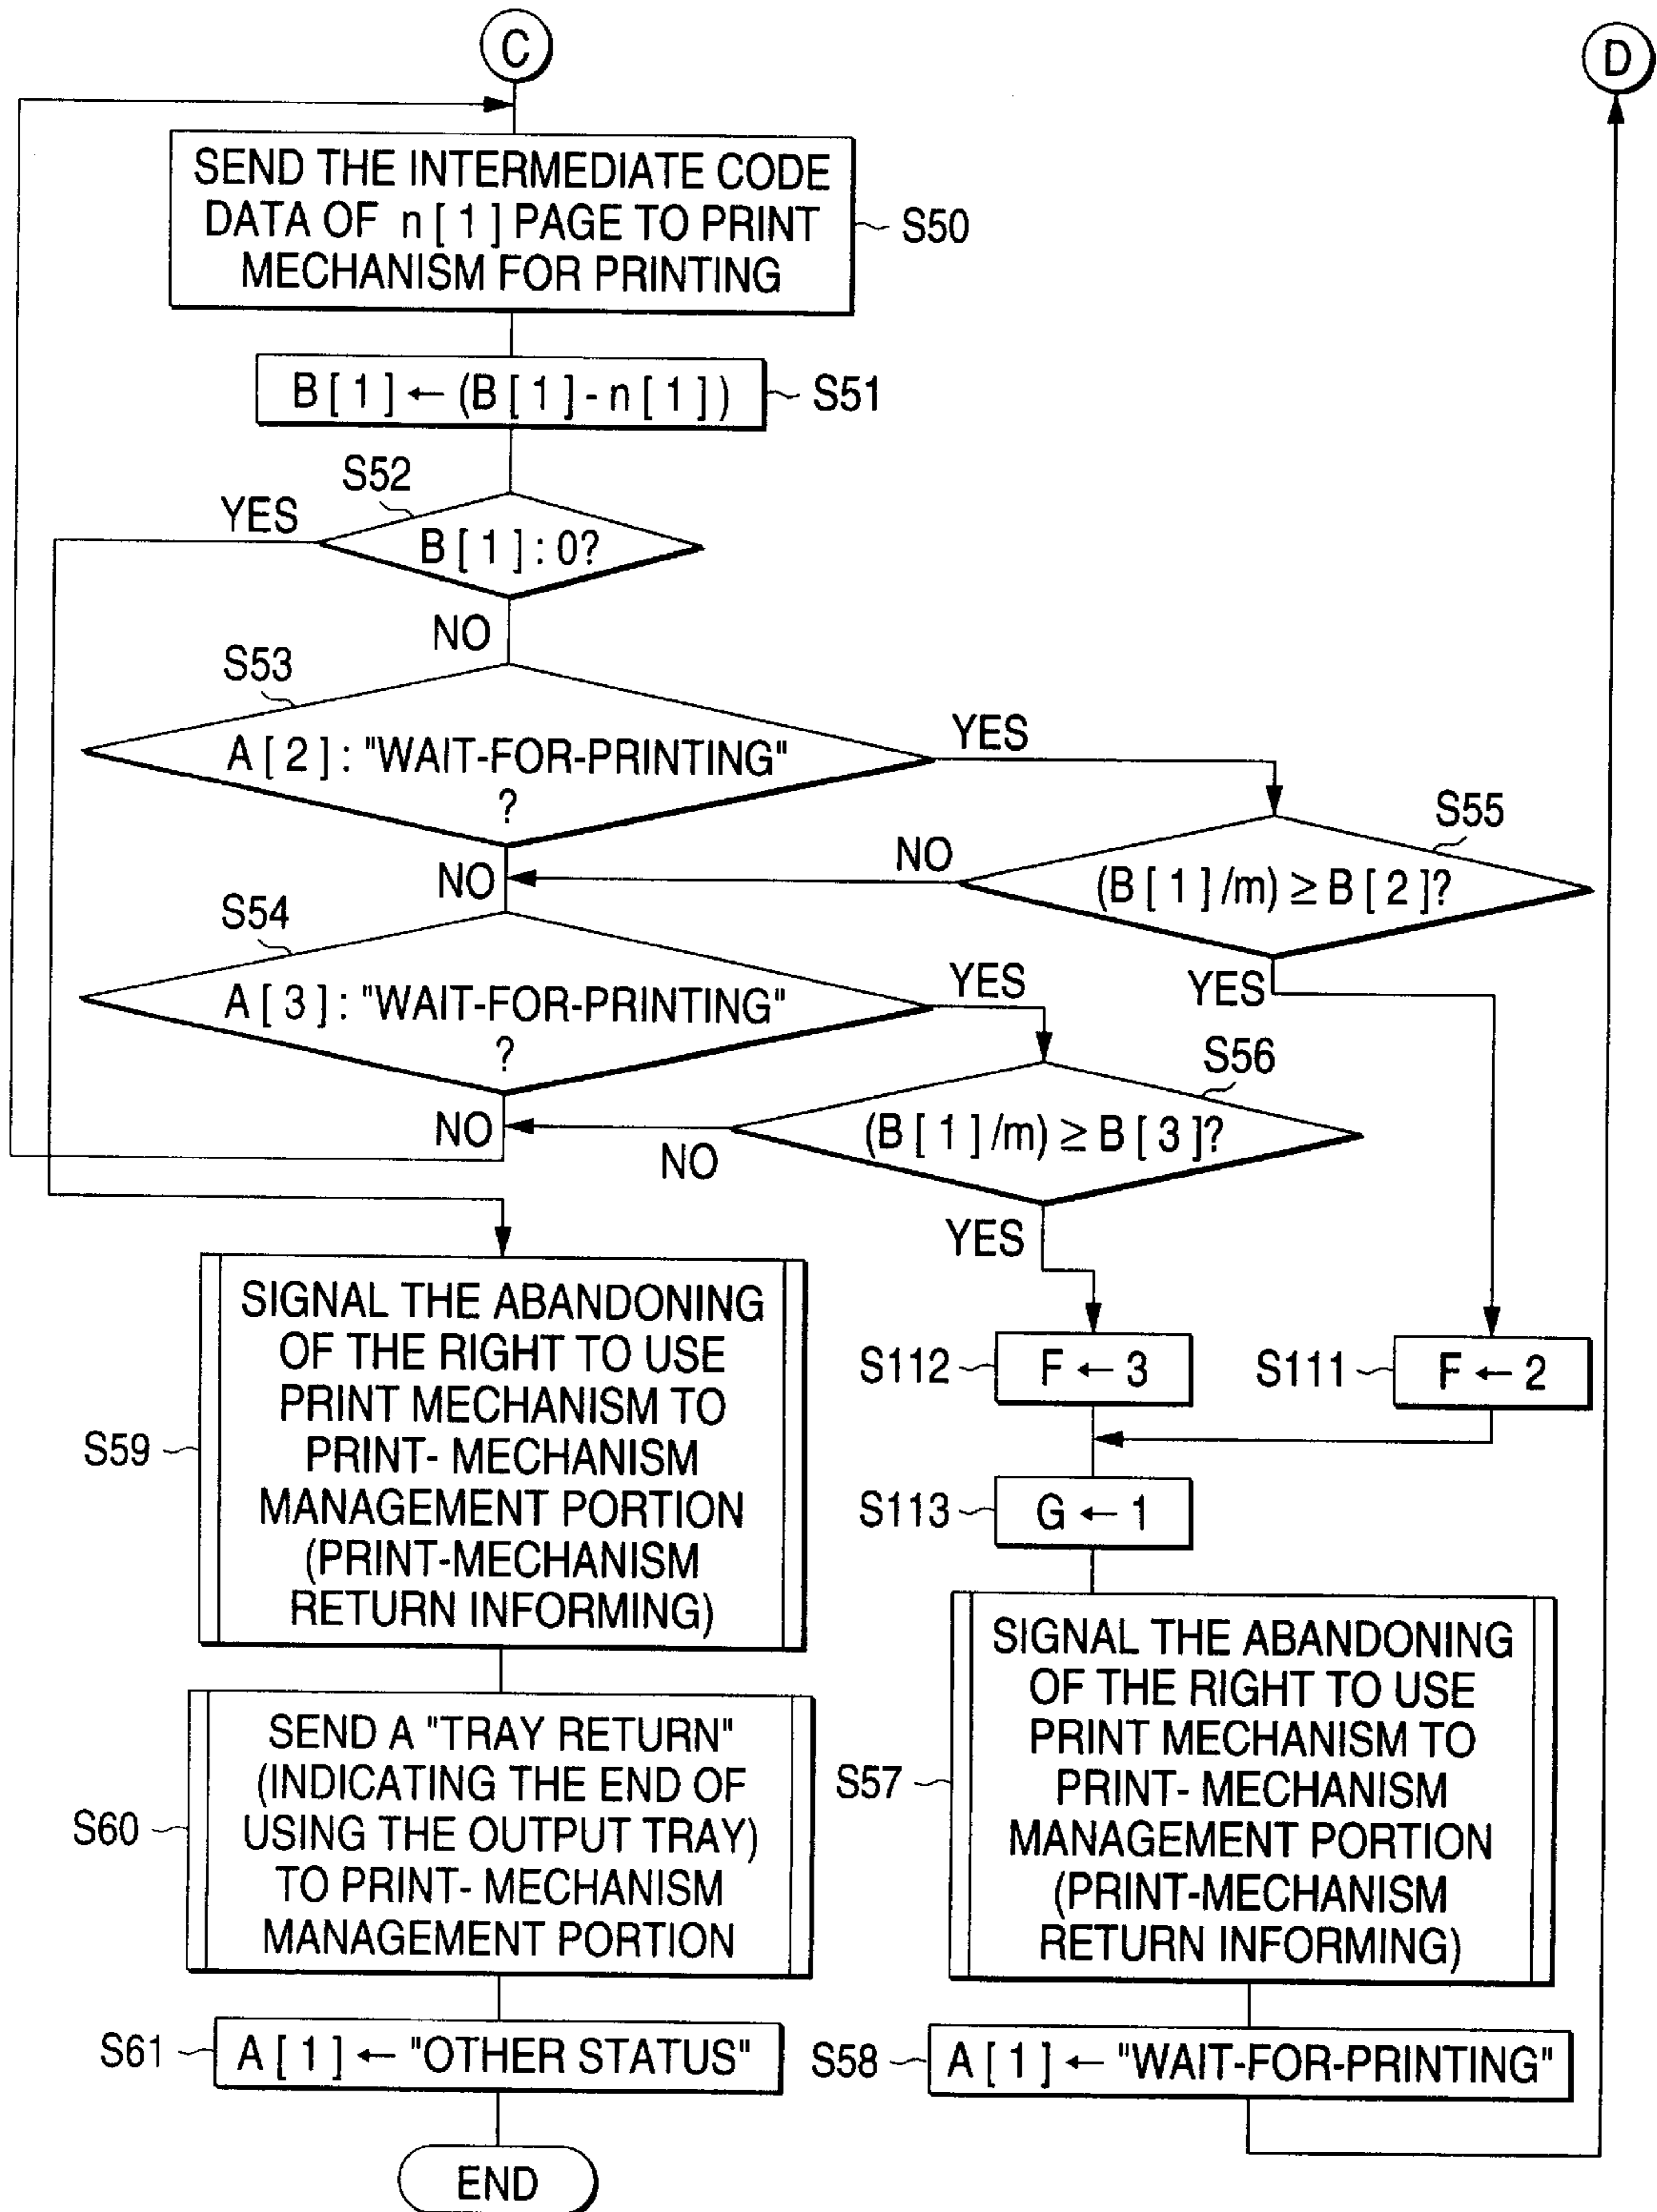 C
D
SEND THE INTERMEDIATE CODE
DATA OF n [ 1 ] PAGE TO PRINT
MECHANISM FOR PRINTING
S50
B [ 1 ] ← (B [ 1 ] - n [ 1 ] )
S51
S52
YES
B [ 1 ] : 0?
NO
S53
A [ 2 ] : "WAIT-FOR-PRINTING"
?
YES
S55
NO
NO
(B [ 1 ] /m) ≥ B [ 2 ]?
YES
S54
A [ 3 ] : "WAIT-FOR-PRINTING"
?
YES
S56
NO
NO
(B [ 1 ] /m) ≥ B [ 3 ]?
YES
SIGNAL THE ABANDONING
OF THE RIGHT TO USE
PRINT MECHANISM TO
PRINT- MECHANISM
MANAGEMENT PORTION
(PRINT-MECHANISM
RETURN INFORMING)
S59
S112
F ← 3
S111
F ← 2
S113
G ← 1
SIGNAL THE ABANDONING
OF THE RIGHT TO USE
PRINT MECHANISM TO
PRINT- MECHANISM
MANAGEMENT PORTION
(PRINT-MECHANISM
RETURN INFORMING)
S57
SEND A "TRAY RETURN"
(INDICATING THE END OF
USING THE OUTPUT TRAY)
TO PRINT- MECHANISM
MANAGEMENT PORTION
S60
S61
A [ 1 ] ← "OTHER STATUS"
S58
A [ 1 ] ← "WAIT-FOR-PRINTING"
END